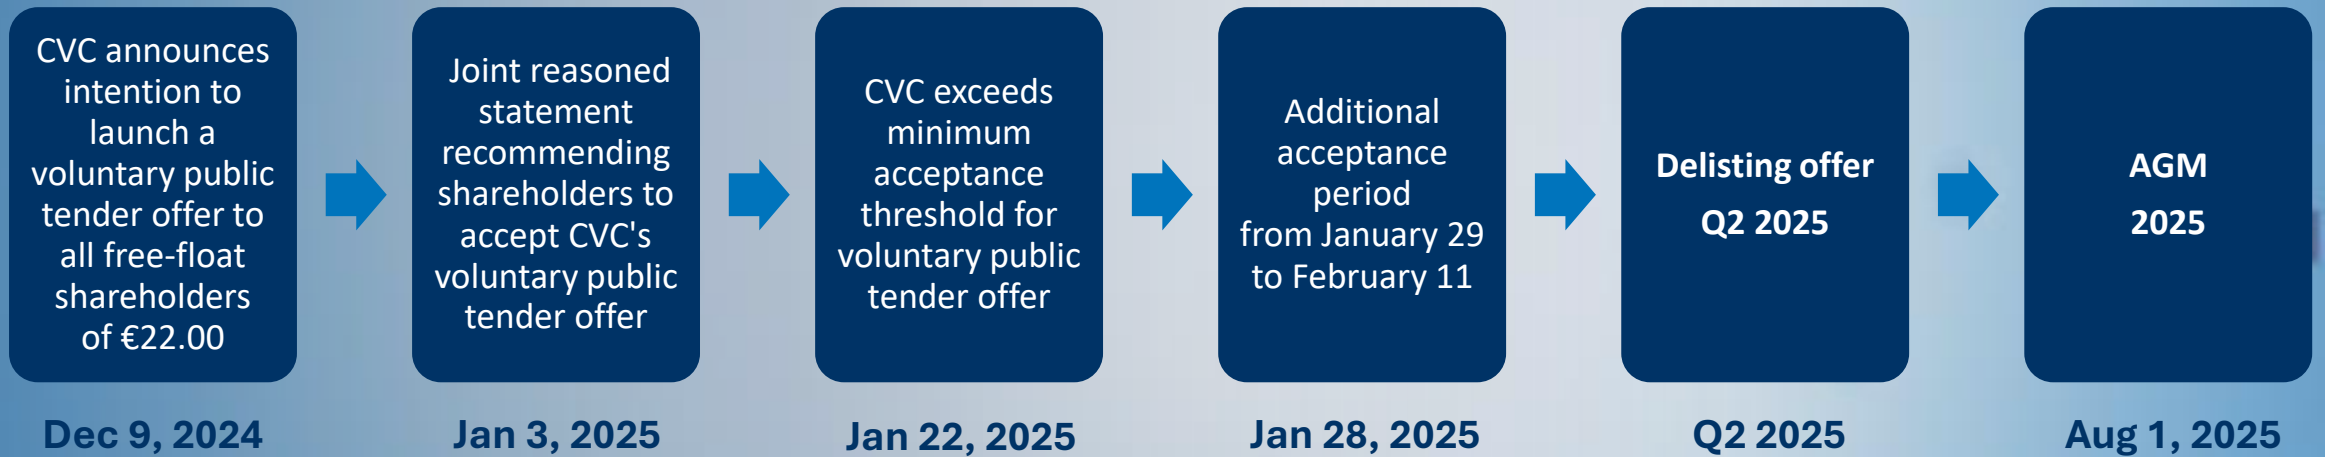 CVC announces
intention to
launch a
voluntary public
tender offer to
all free-float
shareholders
of €22.00
Dec 9, 2024
Joint reasoned
statement
recommending
shareholders to
accept CVC's
voluntary public
tender offer
Jan 3, 2025
CVC exceeds
minimum
acceptance
threshold for
voluntary public
tender offer
Jan 22, 2025
Additional
acceptance
period
from January 29
to February 11
Jan 28, 2025
Delisting offer
Q2 2025
Q2 2025
AGM
2025
Aug 1, 2025